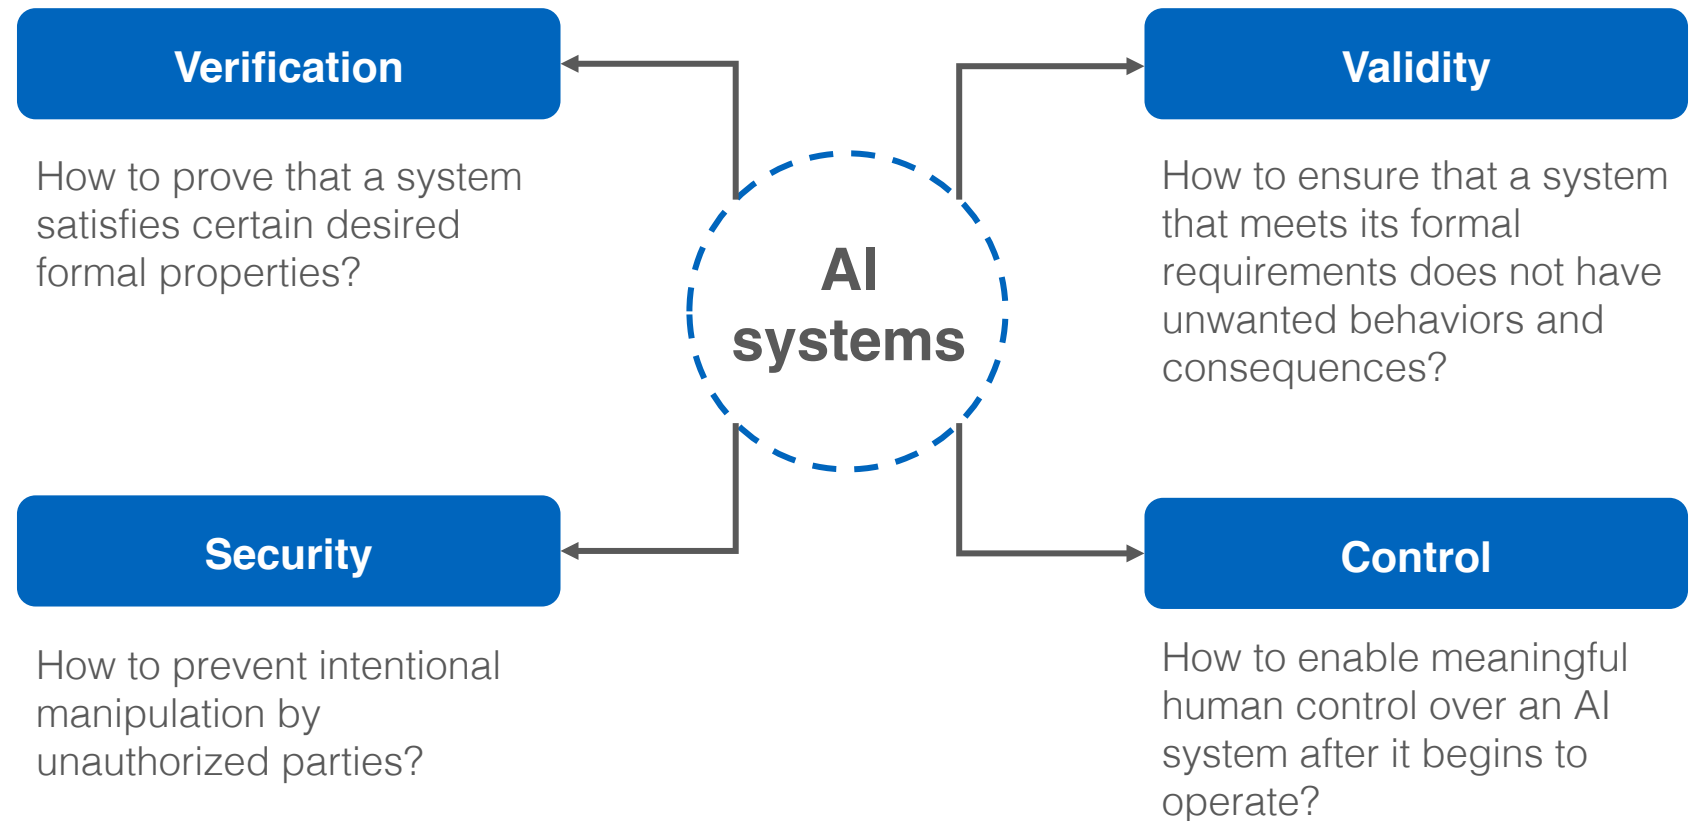 Verification
How to prove that a system
satisfies certain desired
formal properties?
Validity
How to ensure that a system
that meets its formal
requirements does not have
unwanted behaviors and
consequences?
AI
systems
Security
How to prevent intentional
manipulation by
unauthorized parties?
Control
How to enable meaningful
human control over an AI
system after it begins to
operate?